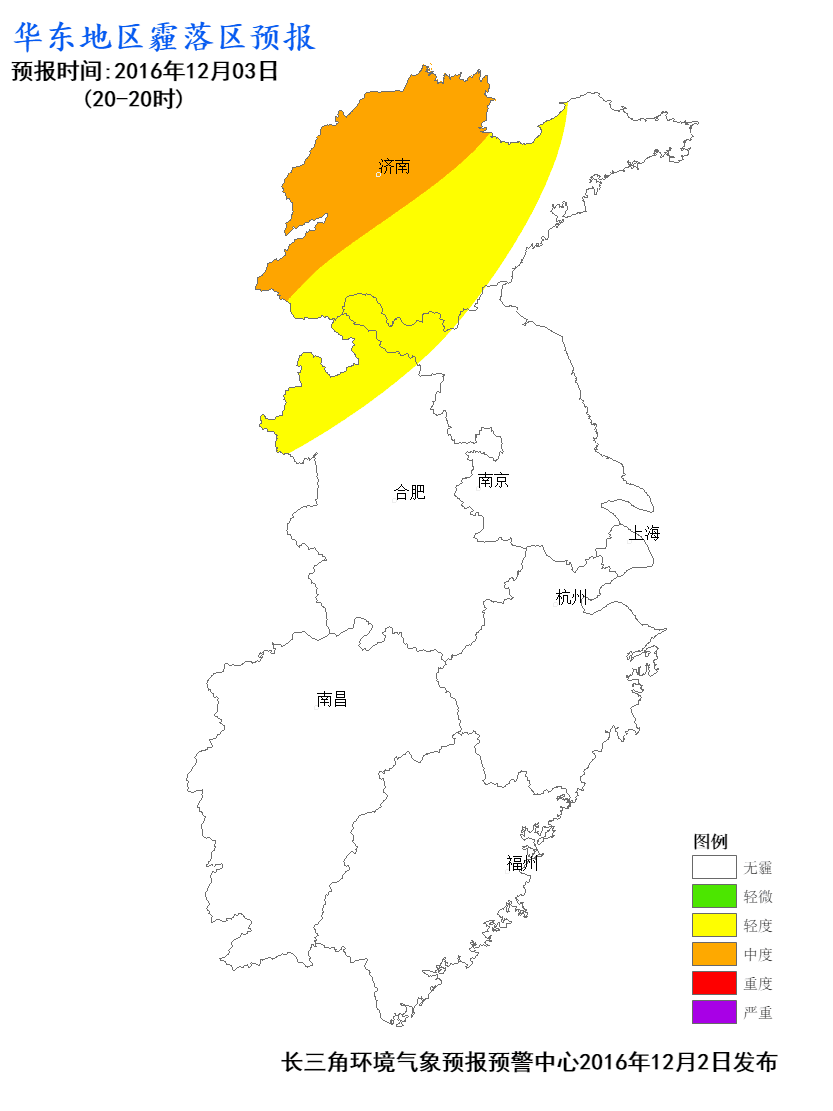 华东地区霾落区预报
预报时间:2016年12月03日
(20-20时)
济南
南京
合肥
上海
杭州
南昌
福州
图例
无霾
轻微
轻度
中度
重度
严重
长三角环境气象预报预警中心2016年12月2日发布